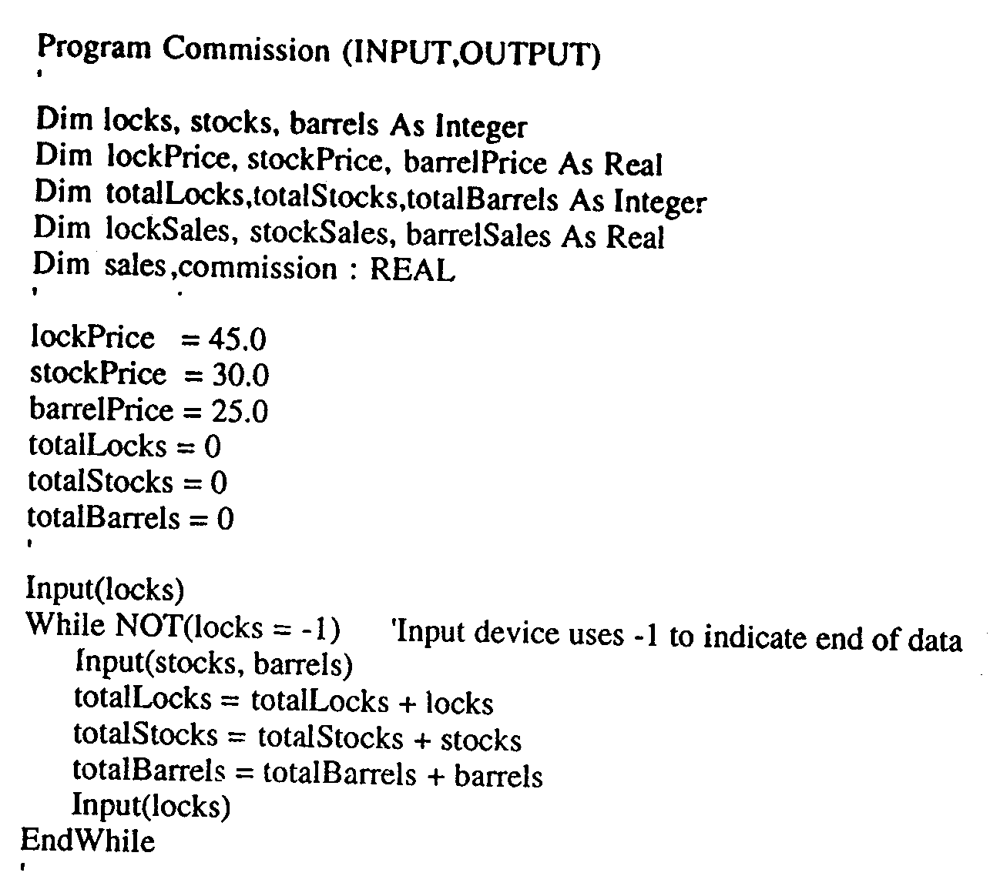 Program Commission (INPUT,OUTPUT)
'
Dim locks, stocks, barrels As Integer
Dim lockPrice, stockPrice, barrelPrice As Real
Dim totalLocks,totalStocks,totalBarrels As Integer
Dim lockSales, stockSales, barrelSales As Real
Dim sales,commission : REAL
'
lockPrice = 45.0
stockPrice = 30.0
barrelPrice = 25.0
totalLocks = 0
totalStocks = 0
totalBarrels = 0
'
Input(locks)
While NOT(locks = -1) 'Input device uses -1 to indicate end of data
Input(stocks, barrels)
totalLocks = totalLocks + locks
totalStocks = totalStocks + stocks
totalBarrels = totalBarrels + barrels
Input(locks)
EndWhile
'